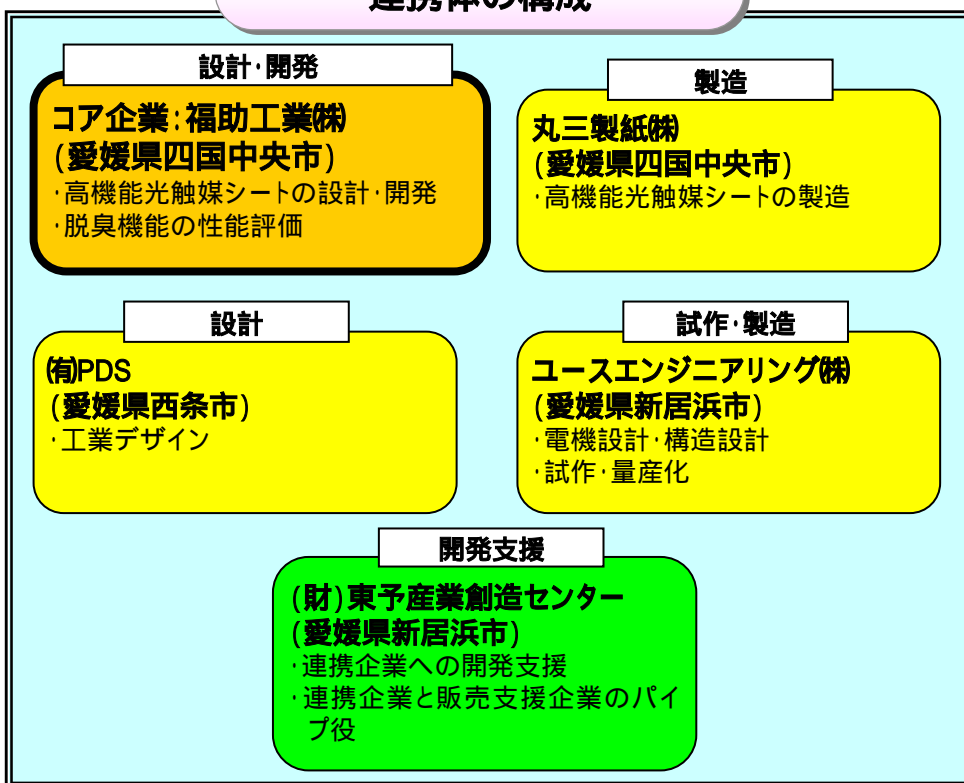 連携体の構成
設計・開発
コア企業：福助工業㈱
(愛媛県四国中央市)
・高機能光触媒シートの設計・開発
・脱臭機能の性能評価
製造
丸三製紙㈱
(愛媛県四国中央市)
・高機能光触媒シートの製造
設計
㈲PDS
(愛媛県西条市)
・工業デザイン
試作・製造
ユースエンジニアリング㈱
(愛媛県新居浜市)
・電機設計・構造設計
・試作・量産化
開発支援
(財)東予産業創造センター
(愛媛県新居浜市)
・連携企業への開発支援
・連携企業と販売支援企業のパイ
プ役